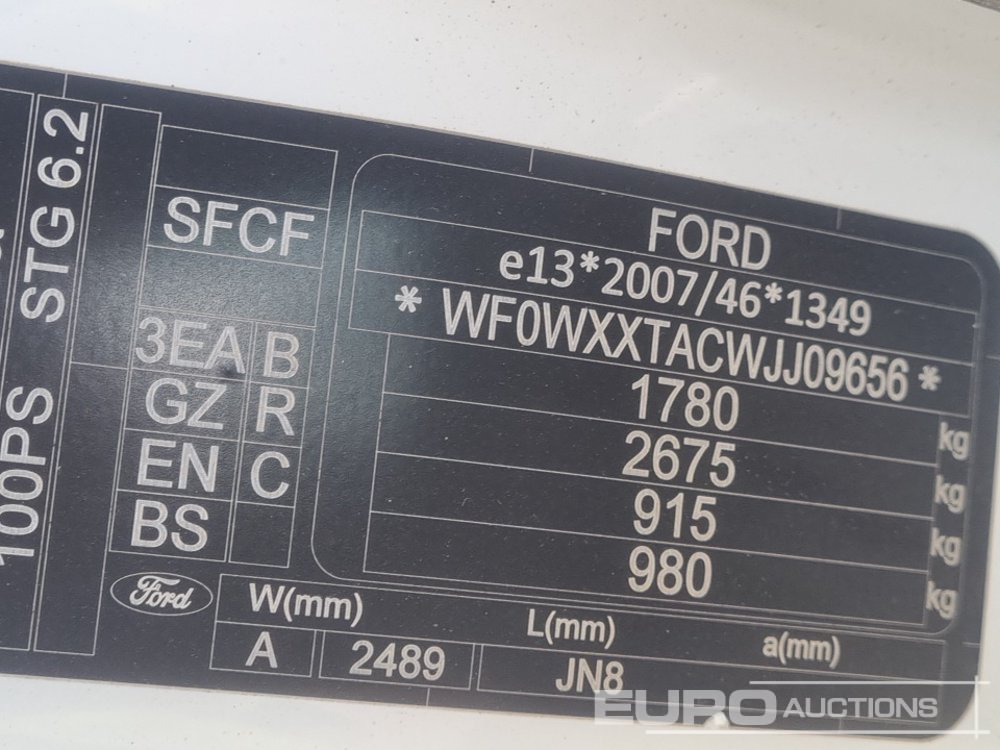 FORD
e13*2007/46*1349
* WF0WXXTACWJJ09656 *
1780 kg
2675 kg
915 kg
980 kg
STG 6.2
100PS
SFCF
3EA B
GZ R
EN C
BS
Ford
W(mm) L(mm) a(mm)
A 2489 JN8
EURO AUCTIONS